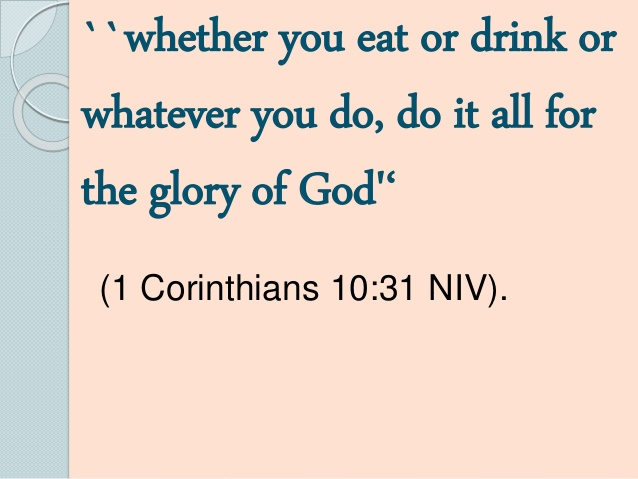 ``whether you eat or drink or
whatever you do, do it all for
the glory of God'‘
(1 Corinthians 10:31 NIV).